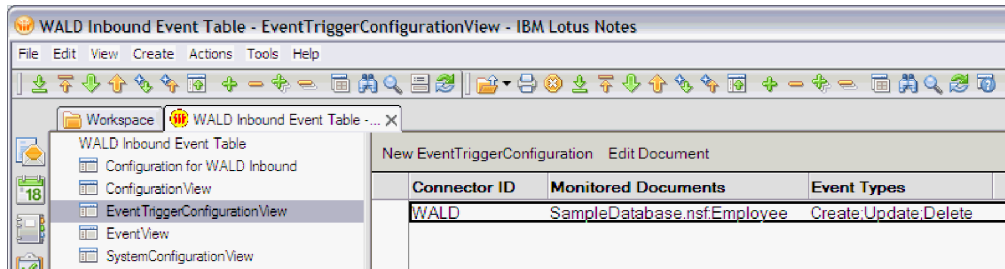 WALD Inbound Event Table - EventTriggerConfigurationView - IBM Lotus Notes
File Edit View Create Actions Tools Help
Workspace WALD Inbound Event Table -...
WALD Inbound Event Table
Configuration for WALD Inbound
ConfigurationView
EventTriggerConfigurationView
EventView
SystemConfigurationView
18
New EventTriggerConfiguration Edit Document
Connector ID Monitored Documents Event Types
WALD SampleDatabase.nsf:Employee Create;Update;Delete